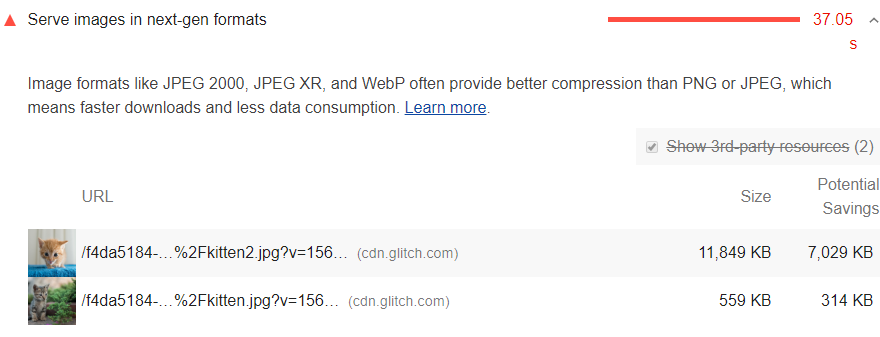 Serve images in next-gen formats 37.05 s
Image formats like JPEG 2000, JPEG XR, and WebP often provide better compression than PNG or JPEG, which
means faster downloads and less data consumption. Learn more.
Show 3rd-party resources (2)
URL Size Potential Savings
/f4da5184-…%2Fkitten2.jpg?v=156… (cdn.glitch.com) 11,849 KB 7,029 KB
/f4da5184-…%2Fkitten.jpg?v=156… (cdn.glitch.com) 559 KB 314 KB